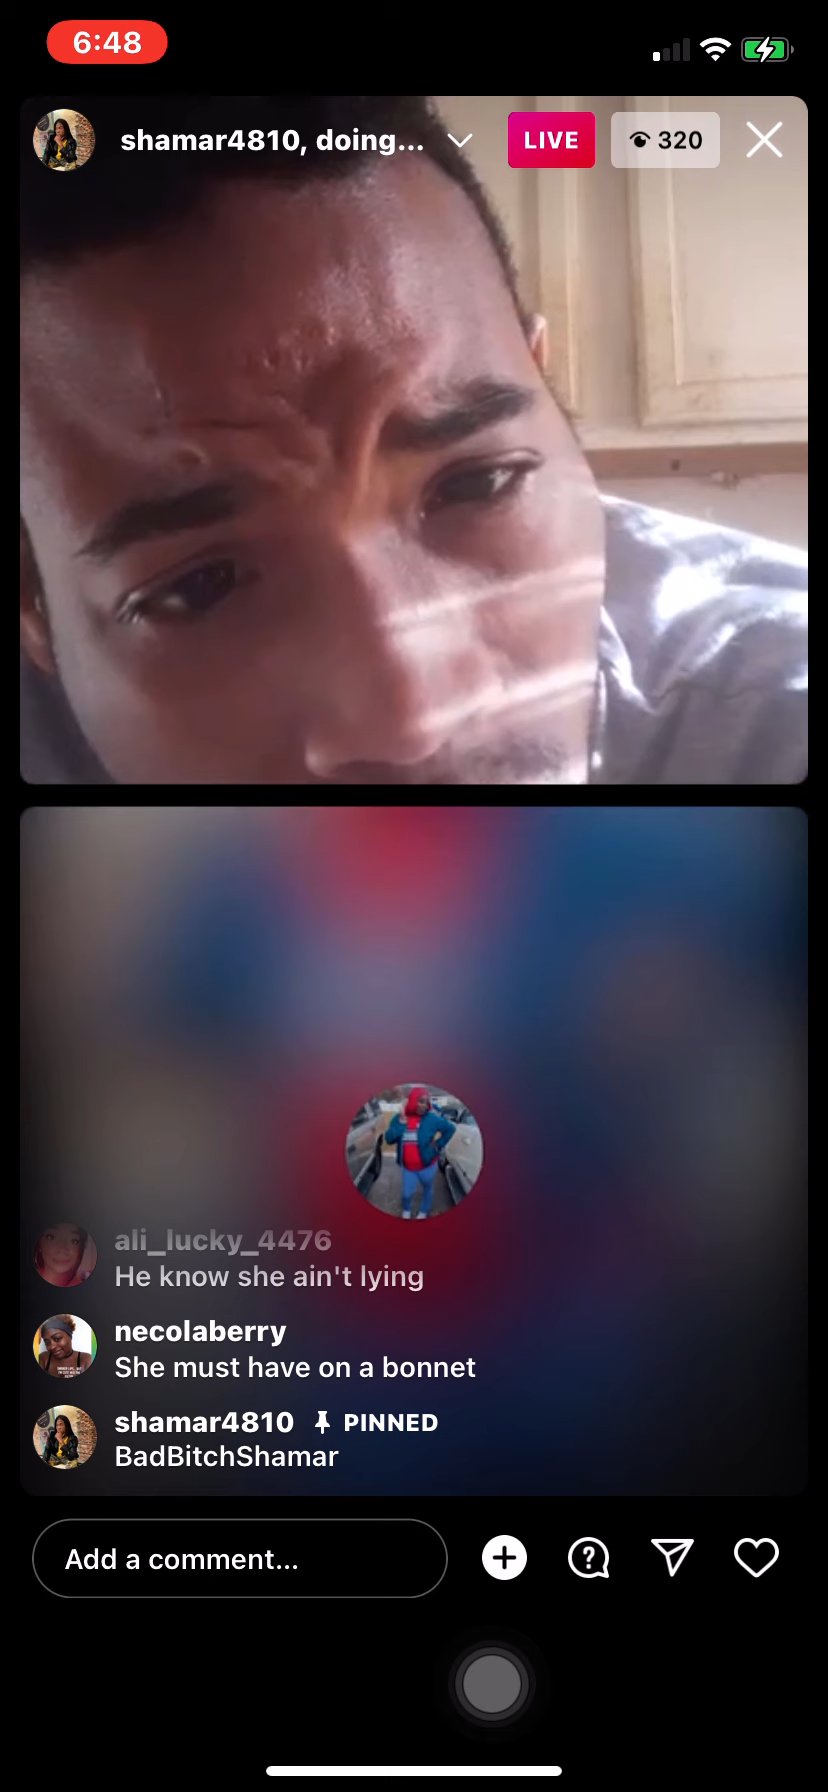 6:48
shamar4810, doing...
LIVE
320
ali_lucky_4476
He know she ain't lying
necolaberry
She must have on a bonnet
shamar4810 PINNED
BadBitchShamar
Add a comment...